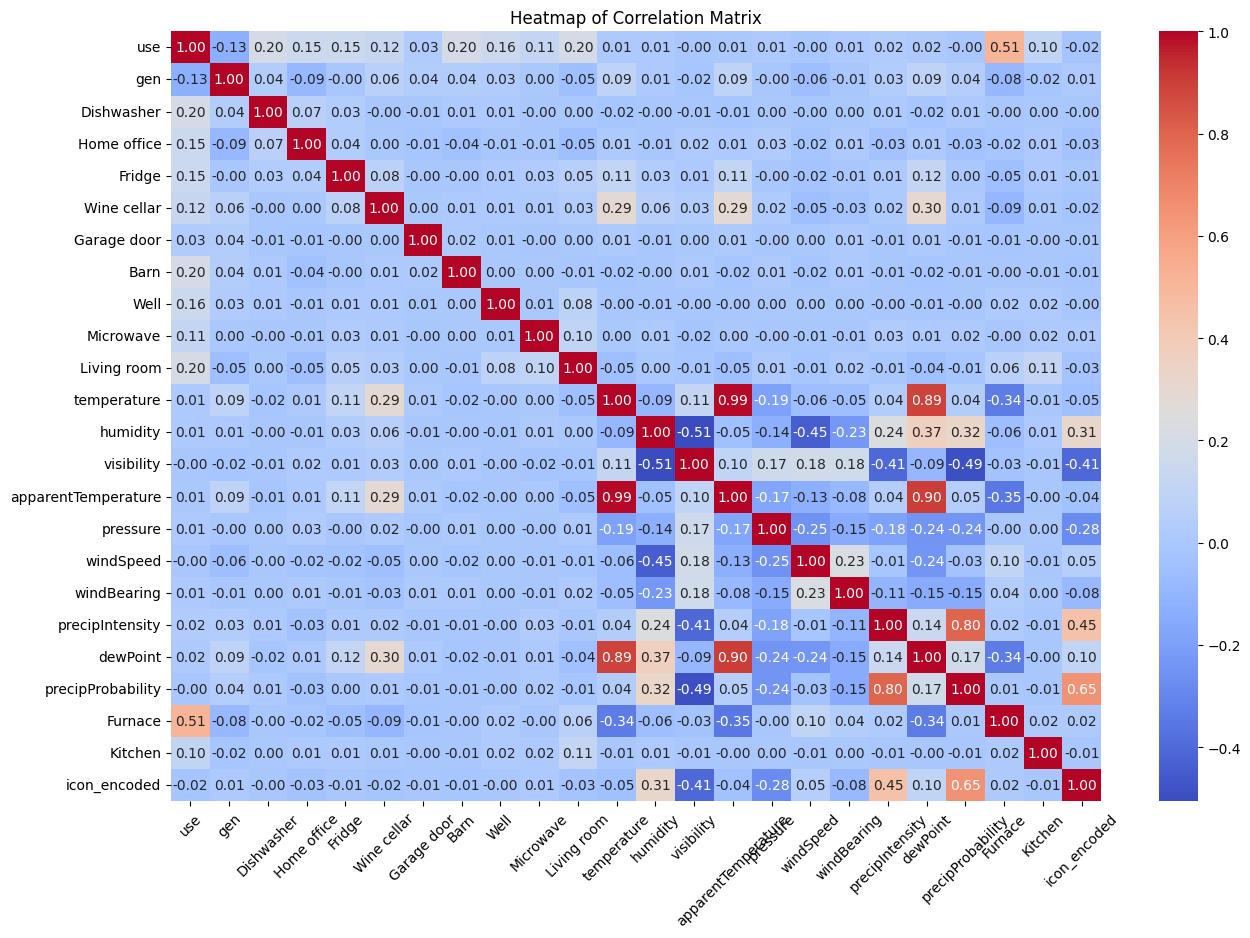 Heatmap of Correlation Matrix
use 1.00 -0.13 0.20 0.15 0.15 0.12 0.03 0.20 0.16 0.11 0.20 0.01 0.01 -0.00 0.01 0.01 -0.00 0.01 0.02 0.02 -0.00 0.51 0.10 -0.02
gen -0.13 1.00 0.04 -0.09 -0.00 0.06 0.04 0.04 0.03 0.00 -0.05 0.09 0.01 -0.02 0.09 -0.00 -0.06 -0.01 0.03 0.09 0.04 -0.08 -0.02 0.01
Dishwasher 0.20 0.04 1.00 0.07 0.03 -0.00 -0.01 0.01 0.01 -0.00 0.00 -0.02 -0.00 -0.01 -0.01 0.00 -0.00 0.00 0.01 -0.02 0.01 -0.00 0.00 -0.00
Home office 0.15 -0.09 0.07 1.00 0.04 0.00 -0.01 -0.04 -0.01 -0.01 -0.05 0.01 -0.01 0.02 0.01 0.03 -0.02 0.01 -0.03 0.01 -0.03 -0.02 0.01 -0.03
Fridge 0.15 -0.00 0.03 0.04 1.00 0.08 -0.00 -0.00 0.01 0.03 0.05 0.11 0.03 0.01 0.11 -0.00 -0.02 -0.01 0.01 0.12 0.00 -0.05 0.01 -0.01
Wine cellar 0.12 0.06 -0.00 0.00 0.08 1.00 0.00 0.01 0.01 0.01 0.03 0.29 0.06 0.03 0.29 0.02 -0.05 -0.03 0.02 0.30 0.01 -0.09 0.01 -0.02
Garage door 0.03 0.04 -0.01 -0.01 -0.00 0.00 1.00 0.02 0.01 -0.00 0.00 0.01 -0.01 0.00 0.01 -0.00 0.00 0.01 -0.01 0.01 -0.01 -0.01 -0.00 -0.01
Barn 0.20 0.04 0.01 -0.04 -0.00 0.01 0.02 1.00 0.00 0.00 -0.01 -0.02 -0.00 0.01 -0.02 0.01 -0.02 0.01 -0.01 -0.02 -0.01 -0.00 -0.01 -0.01
Well 0.16 0.03 0.01 -0.01 0.01 0.01 0.01 0.00 1.00 0.01 0.08 -0.00 -0.01 -0.00 -0.00 0.00 0.00 0.00 -0.00 -0.01 -0.00 0.02 0.02 -0.00
Microwave 0.11 0.00 -0.00 -0.01 0.03 0.01 -0.00 0.00 0.01 1.00 0.10 0.00 0.01 -0.02 0.00 -0.00 -0.01 -0.01 0.03 0.01 0.02 -0.00 0.02 0.01
Living room 0.20 -0.05 0.00 -0.05 0.05 0.03 0.00 -0.01 0.08 0.10 1.00 -0.05 0.00 -0.01 -0.05 0.01 -0.01 0.02 -0.01 -0.04 -0.01 0.06 0.11 -0.03
temperature 0.01 0.09 -0.02 0.01 0.11 0.29 0.01 -0.02 -0.00 0.00 -0.05 1.00 -0.09 0.11 0.99 -0.19 -0.06 -0.05 0.04 0.89 0.04 -0.34 -0.01 -0.05
humidity 0.01 0.01 -0.00 -0.01 0.03 0.06 -0.01 -0.00 -0.01 0.01 0.00 -0.09 1.00 -0.51 -0.05 -0.14 -0.45 -0.23 0.24 0.37 0.32 -0.06 0.01 0.31
visibility -0.00 -0.02 -0.01 0.02 0.01 0.03 0.00 0.01 -0.00 -0.02 -0.01 0.11 -0.51 1.00 0.10 0.17 0.18 0.18 -0.41 -0.09 -0.49 -0.03 -0.01 -0.41
apparentTemperature 0.01 0.09 -0.01 0.01 0.11 0.29 0.01 -0.02 -0.00 0.00 -0.05 0.99 -0.05 0.10 1.00 -0.17 -0.13 -0.08 0.04 0.90 0.05 -0.35 -0.00 -0.04
pressure 0.01 -0.00 0.00 0.03 -0.00 0.02 -0.00 0.01 0.00 -0.00 0.01 -0.19 -0.14 0.17 -0.17 1.00 -0.25 -0.15 -0.18 -0.24 -0.24 -0.00 0.00 -0.28
windSpeed -0.00 -0.06 -0.00 -0.02 -0.02 -0.05 0.00 -0.02 0.00 -0.01 -0.01 -0.06 -0.45 0.18 -0.13 -0.25 1.00 0.23 -0.01 -0.24 -0.03 0.10 -0.01 0.05
windBearing 0.01 -0.01 0.00 0.01 -0.01 -0.03 0.01 0.01 0.00 -0.01 0.02 -0.05 -0.23 0.18 -0.08 -0.15 0.23 1.00 -0.11 -0.15 -0.15 0.04 0.00 -0.08
precipIntensity 0.02 0.03 0.01 -0.03 0.01 0.02 -0.01 -0.01 -0.00 0.03 -0.01 0.04 0.24 -0.41 0.04 -0.18 -0.01 -0.11 1.00 0.14 0.80 0.02 -0.01 0.45
dewPoint 0.02 0.09 -0.02 0.01 0.12 0.30 0.01 -0.02 -0.01 0.01 -0.04 0.89 0.37 -0.09 0.90 -0.24 -0.24 -0.15 0.14 1.00 0.17 -0.34 -0.00 0.10
precipProbability -0.00 0.04 0.01 -0.03 0.00 0.01 -0.01 -0.01 -0.00 0.02 -0.01 0.04 0.32 -0.49 0.05 -0.24 -0.03 -0.15 0.80 0.17 1.00 0.01 -0.01 0.65
Furnace 0.51 -0.08 -0.00 -0.02 -0.05 -0.09 -0.01 -0.00 0.02 -0.00 0.06 -0.34 -0.06 -0.03 -0.35 -0.00 0.10 0.04 0.02 -0.34 0.01 1.00 0.02 0.02
Kitchen 0.10 -0.02 0.00 0.01 0.01 0.01 -0.00 -0.01 0.02 0.02 0.11 -0.01 0.01 -0.01 -0.00 0.00 -0.01 0.00 -0.01 -0.00 -0.01 0.02 1.00 -0.01
icon_encoded -0.02 0.01 -0.00 -0.03 -0.01 -0.02 -0.01 -0.01 -0.00 0.01 -0.03 -0.05 0.31 -0.41 -0.04 -0.28 0.05 -0.08 0.45 0.10 0.65 0.02 -0.01 1.00
use gen Dishwasher Home office Fridge Wine cellar Garage door Barn Well Microwave Living room temperature humidity visibility apparentTemperature pressure windSpeed windBearing precipIntensity dewPoint precipProbability Furnace Kitchen icon_encoded
1.0
0.8
0.6
0.4
0.2
0.0
−0.2
−0.4